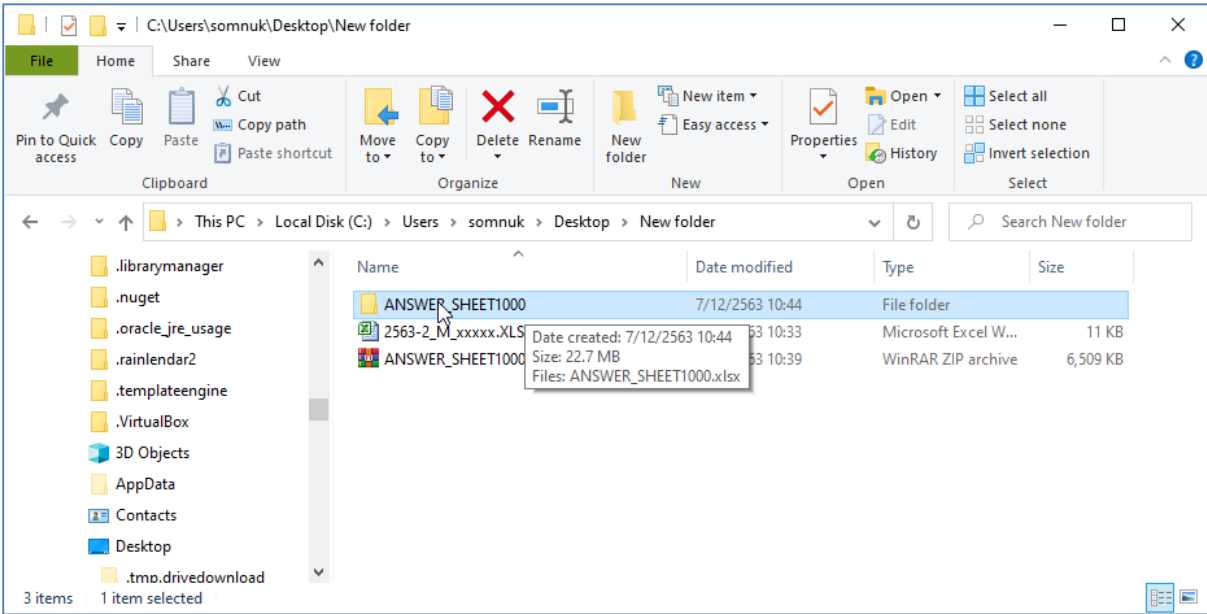 C:\Users\somnuk\Desktop\New folder
File Home Share View
Pin to Quick access
Copy
Paste
Cut
Copy path
Paste shortcut
Clipboard
Move to
Copy to
Delete
Rename
Organize
New folder
New item
Easy access
New
Properties
Open
Edit
History
Open
Select all
Select none
Invert selection
Select
This PC > Local Disk (C:) > Users > somnuk > Desktop > New folder
Search New folder
.librarymanager
.nuget
.oracle_jre_usage
.rainlendar2
.templateengine
.VirtualBox
3D Objects
AppData
Contacts
Desktop
.tmp.drivedownload
Name Date modified Type Size
ANSWER_SHEET1000 7/12/2563 10:44 File folder
2563-2_M_xxxxx.XLS 63 10:33 Microsoft Excel W... 11 KB
ANSWER_SHEET1000 63 10:39 WinRAR ZIP archive 6,509 KB
Date created: 7/12/2563 10:44
Size: 22.7 MB
Files: ANSWER_SHEET1000.xlsx
3 items 1 item selected